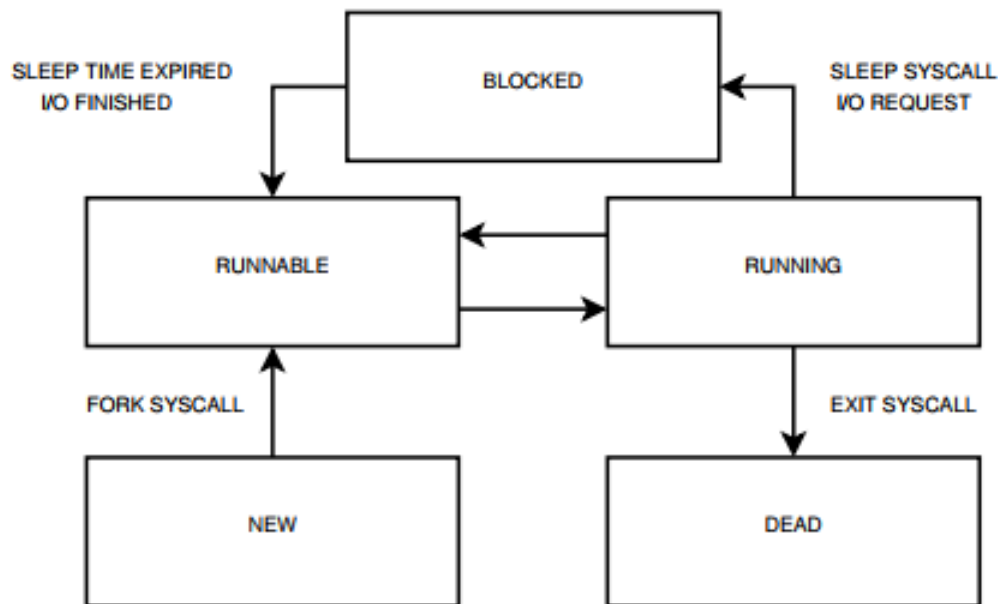 BLOCKED
SLEEP TIME EXPIRED
I/O FINISHED
SLEEP SYSCALL
I/O REQUEST
RUNNABLE
RUNNING
FORK SYSCALL
EXIT SYSCALL
NEW
DEAD